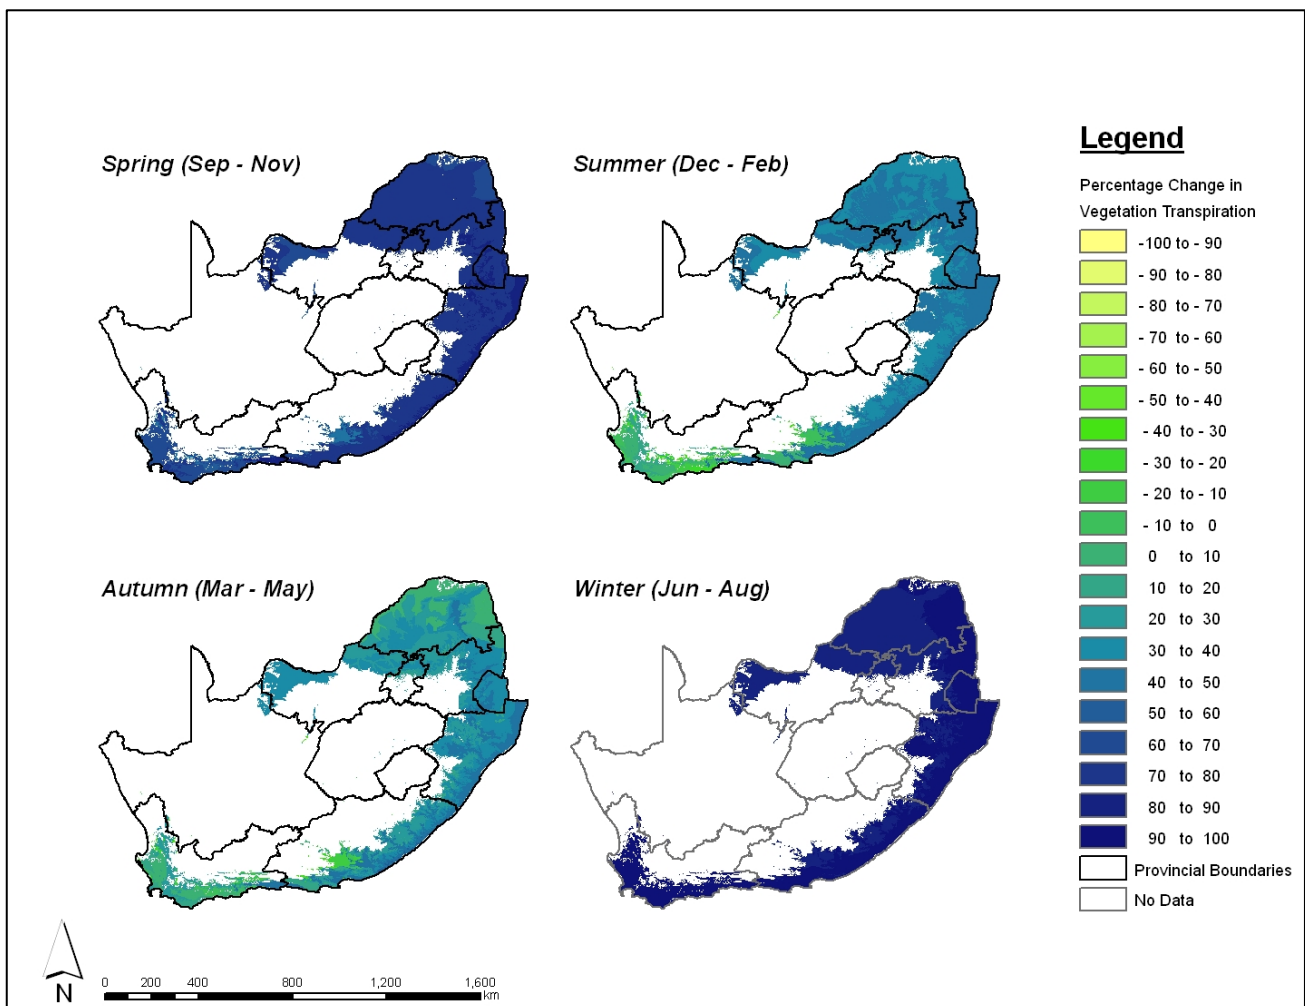 Spring (Sep - Nov)
Summer (Dec - Feb)
Autumn (Mar - May)
Winter (Jun - Aug)
Legend
Percentage Change in
Vegetation Transpiration
-100 to - 90
- 90 to - 80
- 80 to - 70
- 70 to - 60
- 60 to - 50
- 50 to - 40
- 40 to - 30
- 30 to - 20
- 20 to - 10
- 10 to 0
0 to 10
10 to 20
20 to 30
30 to 40
40 to 50
50 to 60
60 to 70
70 to 80
80 to 90
90 to 100
Provincial Boundaries
No Data
N
0 200 400 800 1,200 1,600
km